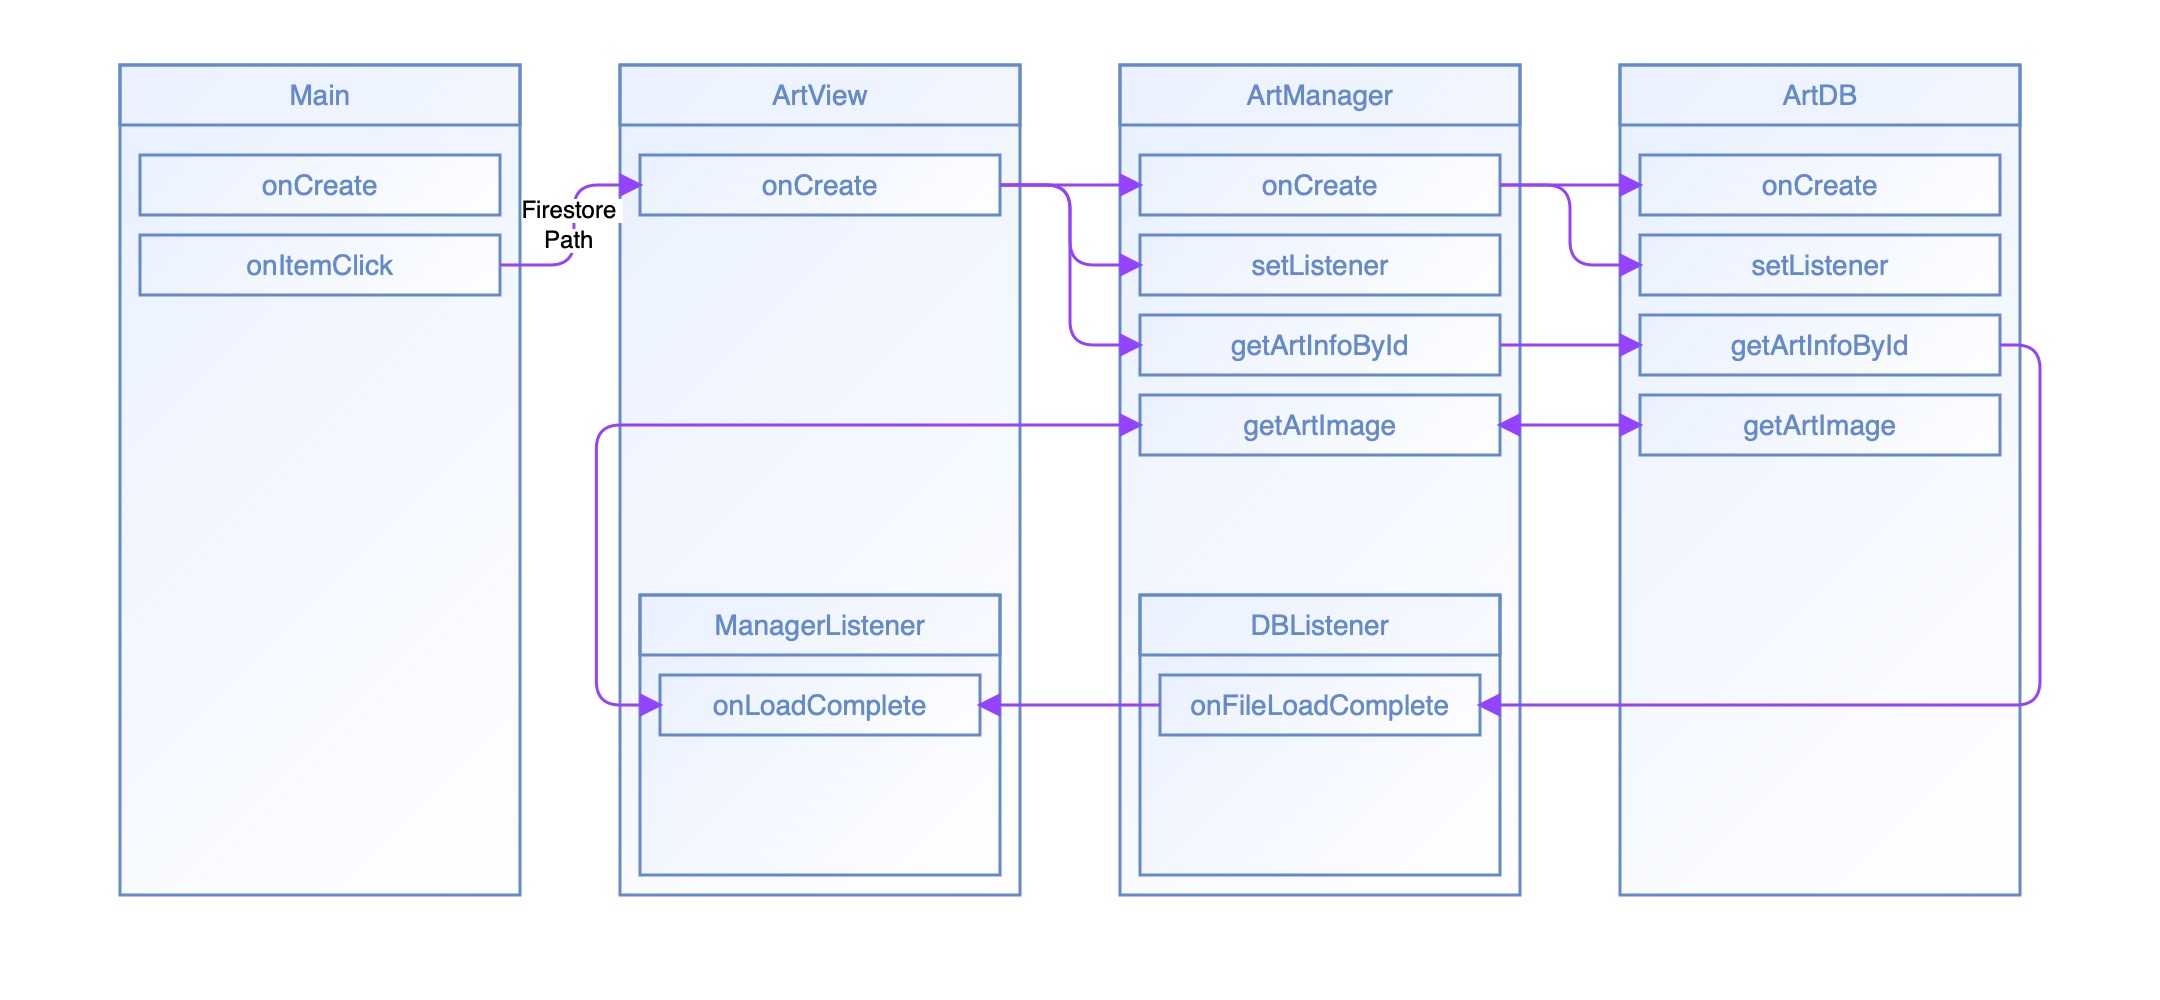 Main
onCreate
onItemClick
Firestore
Path
ArtView
onCreate
ManagerListener
onLoadComplete
ArtManager
onCreate
setListener
getArtInfoById
getArtImage
DBListener
onFileLoadComplete
ArtDB
onCreate
setListener
getArtInfoById
getArtImage